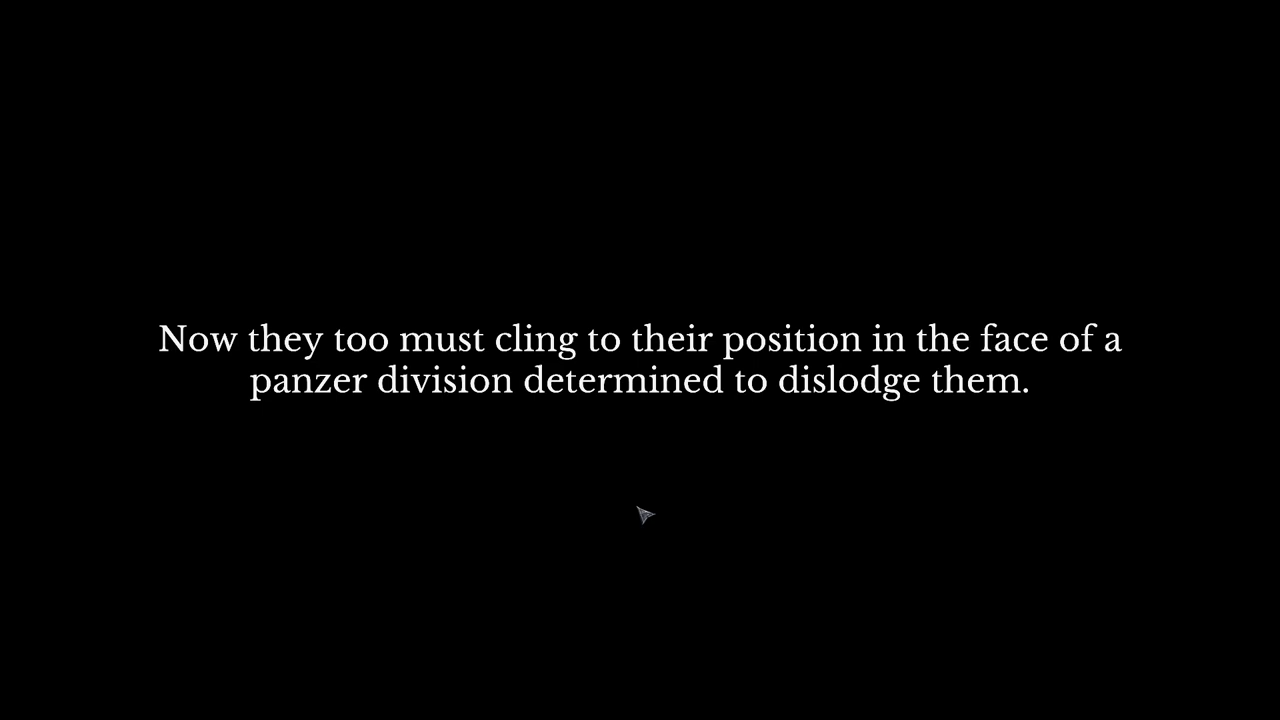 Now they too must cling to their position in the face of a
panzer division determined to dislodge them.